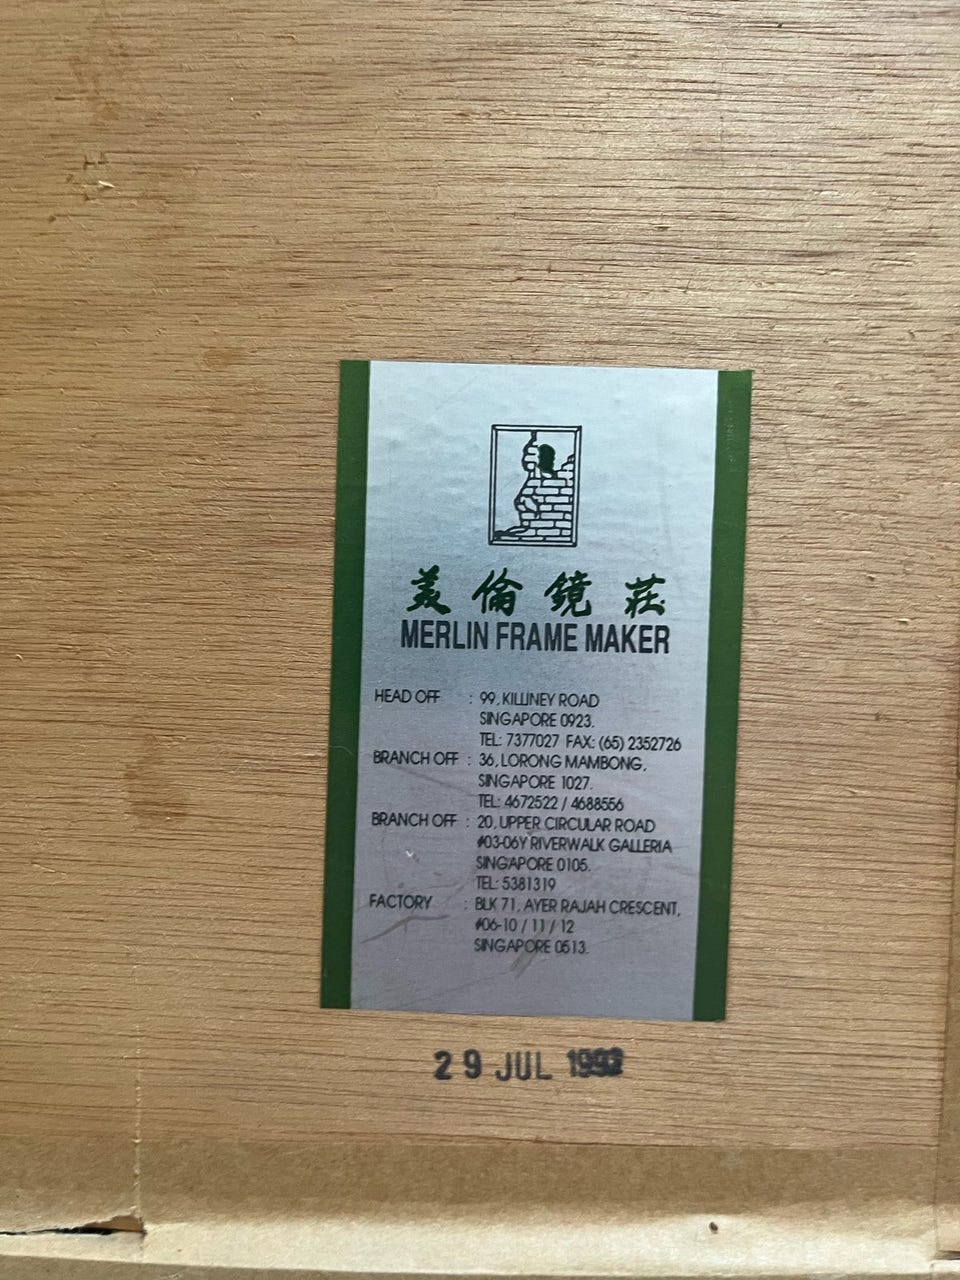 美倫鏡莊
MERLIN FRAME MAKER
HEAD OFF : 99, KILLINEY ROAD
SINGAPORE 0923.
TEL: 7377027 FAX: (65) 2352726
BRANCH OFF : 36, LORONG MAMBONG,
SINGAPORE 1027.
TEL: 4672522 / 4688556
BRANCH OFF : 20, UPPER CIRCULAR ROAD
#03-06Y RIVERWALK GALLERIA
SINGAPORE 0105.
TEL: 5381319
FACTORY : BLK 71, AYER RAJAH CRESCENT,
#06-10 / 11 / 12
SINGAPORE 0513.
29 JUL